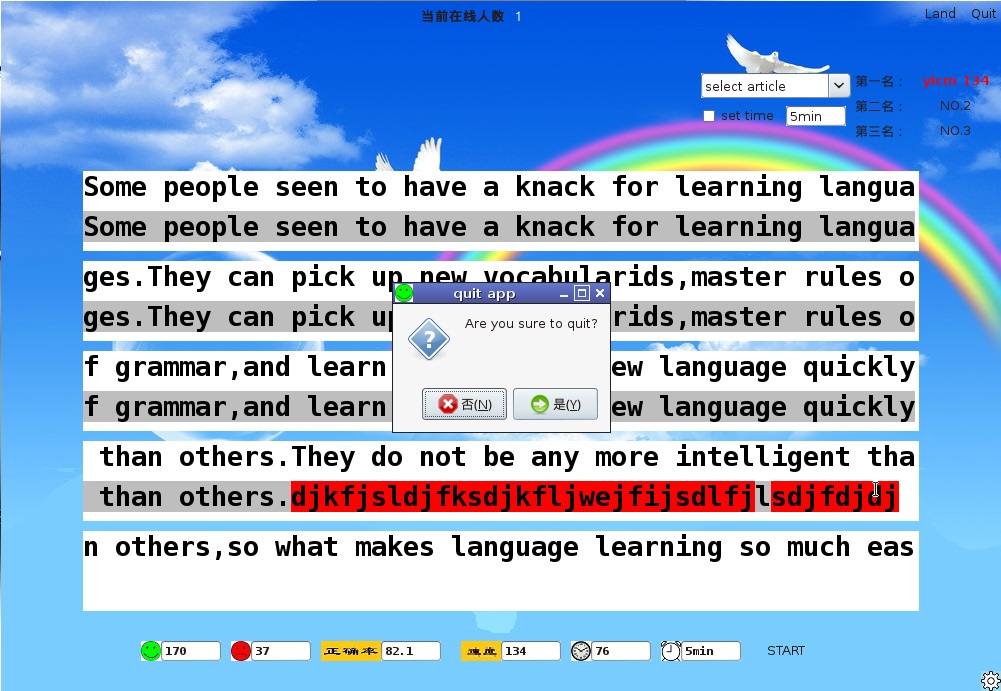 当前在线人数 1
Land Quit
select article
set time 5min
第一名： yicm 134
第二名： NO.2
第三名： NO.3
Some people seen to have a knack for learning langua
Some people seen to have a knack for learning langua
ges.They can pick up new vocabularids,master rules o
ges.They can pick up rids,master rules o
quit app
Are you sure to quit?
否(N) 是(Y)
f grammar,and learn ew language quickly
f grammar,and learn ew language quickly
than others.They do not be any more intelligent tha
than others.djkfjsldjfksdjkfljwejfijsdlfjlsdjfdjdj
n others,so what makes language learning so much eas
170 37 正确率 82.1 速度 134 76 5min START